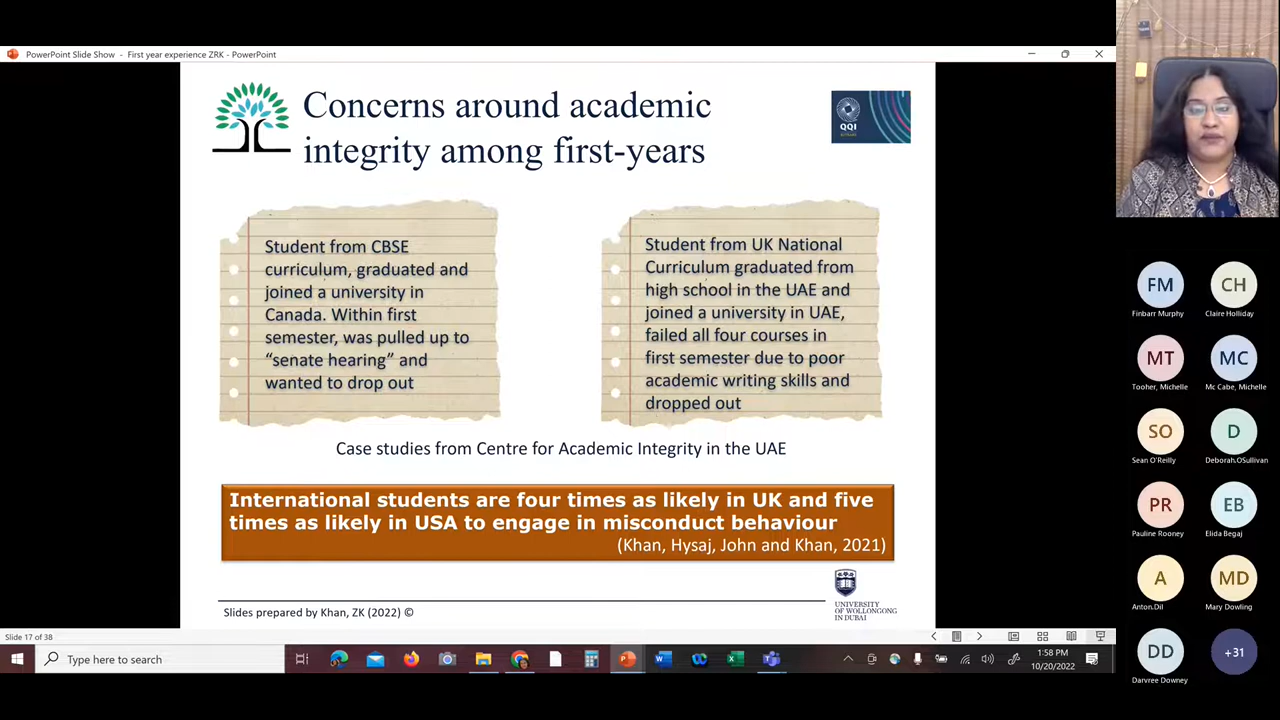 PowerPoint Slide Show - First year experience ZRK - PowerPoint
Concerns around academic
integrity among first-years
QQI
Student from CBSE
curriculum, graduated and
joined a university in
Canada. Within first
semester, was pulled up to
“senate hearing” and
wanted to drop out
Student from UK National
Curriculum graduated from
high school in the UAE and
joined a university in UAE,
failed all four courses in
first semester due to poor
academic writing skills and
dropped out
Case studies from Centre for Academic Integrity in the UAE
International students are four times as likely in UK and five
times as likely in USA to engage in misconduct behaviour
(Khan, Hysaj, John and Khan, 2021)
Slides prepared by Khan, ZK (2022) ©
UNIVERSITY
OF WOLLONGONG
IN DUBAI
Slide 17 of 38
Type here to search
1:58 PM
10/20/2022
FM
Finbarr Murphy
CH
Claire Holliday
MT
Tooher, Michelle
MC
Mc Cabe, Michelle
SO
Sean O'Reilly
D
Deborah.OSullivan
PR
Pauline Rooney
EB
Elida Begaj
A
Anton.Dil
MD
Mary Dowling
DD
Darvree Downey
+31